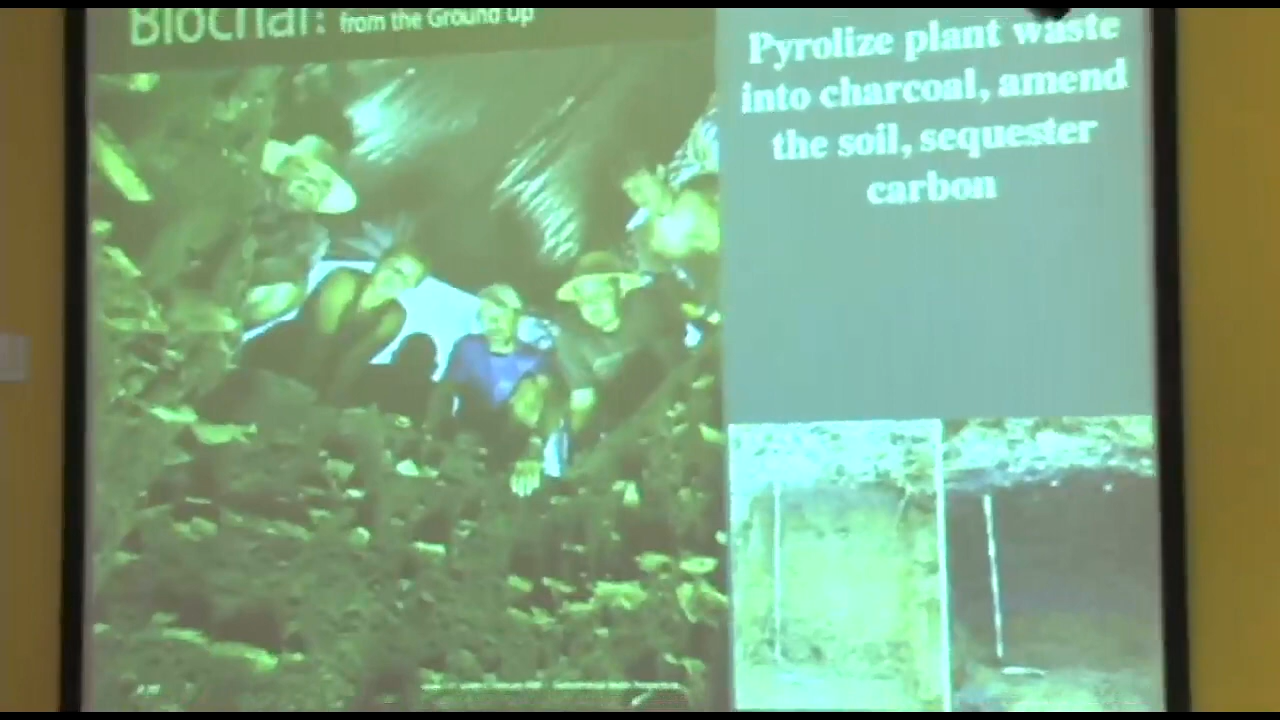 Biochar: from the Ground Up
Pyrolize plant waste
into charcoal, amend
the soil, sequester
carbon